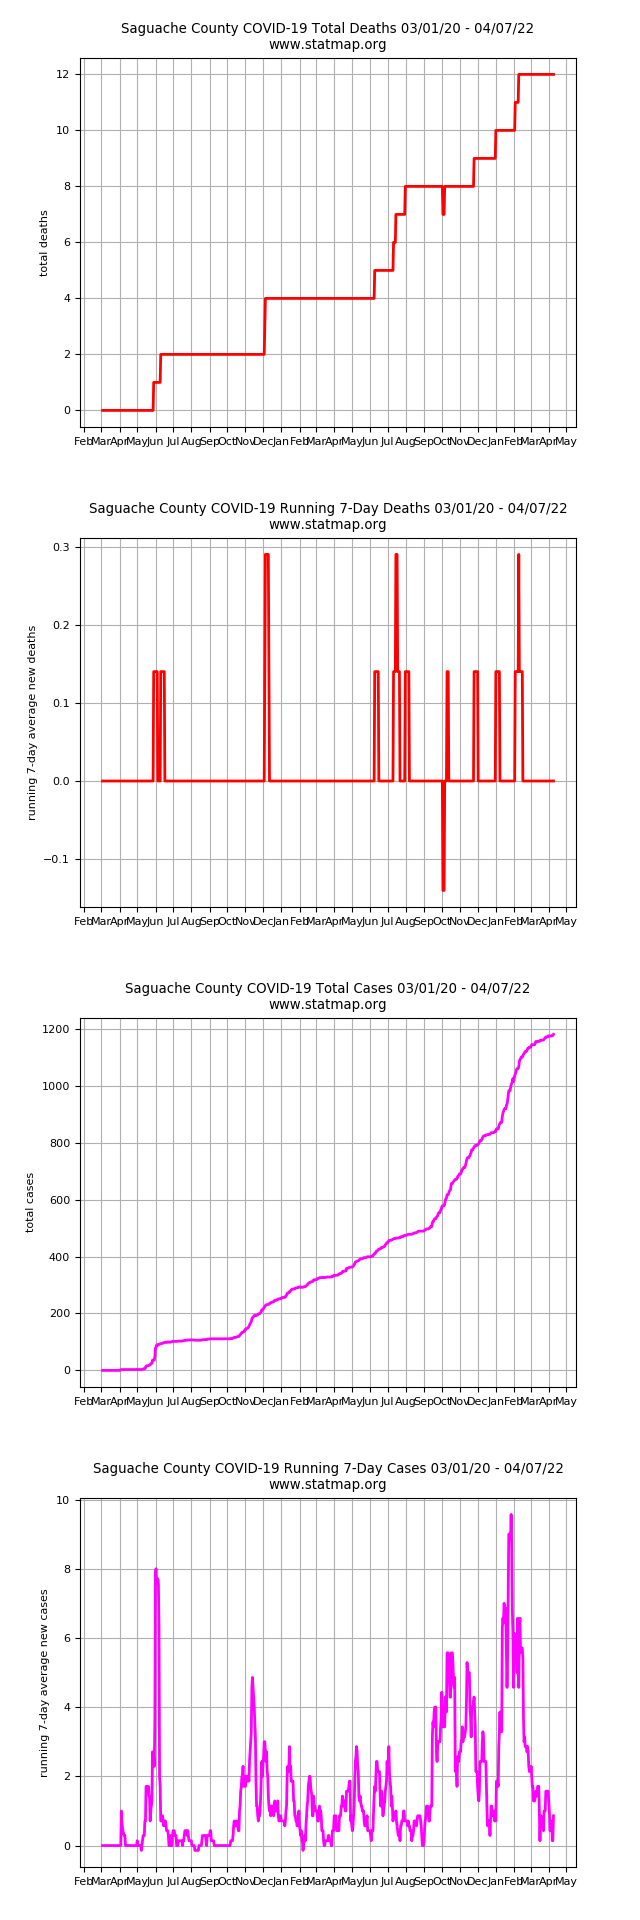 Saguache County COVID-19 Total Deaths 03/01/20 - 04/07/22
www.statmap.org
12
10
8
6
4
2
0
total deaths
Feb Mar Apr May Jun Jul Aug Sep Oct Nov Dec Jan Feb Mar Apr May Jun Jul Aug Sep Oct Nov Dec Jan Feb Mar Apr May
Saguache County COVID-19 Running 7-Day Deaths 03/01/20 - 04/07/22
www.statmap.org
0.3
0.2
0.1
0.0
−0.1
running 7-day average new deaths
Feb Mar Apr May Jun Jul Aug Sep Oct Nov Dec Jan Feb Mar Apr May Jun Jul Aug Sep Oct Nov Dec Jan Feb Mar Apr May
Saguache County COVID-19 Total Cases 03/01/20 - 04/07/22
www.statmap.org
1200
1000
800
600
400
200
0
total cases
Feb Mar Apr May Jun Jul Aug Sep Oct Nov Dec Jan Feb Mar Apr May Jun Jul Aug Sep Oct Nov Dec Jan Feb Mar Apr May
Saguache County COVID-19 Running 7-Day Cases 03/01/20 - 04/07/22
www.statmap.org
10
8
6
4
2
0
running 7-day average new cases
Feb Mar Apr May Jun Jul Aug Sep Oct Nov Dec Jan Feb Mar Apr May Jun Jul Aug Sep Oct Nov Dec Jan Feb Mar Apr May